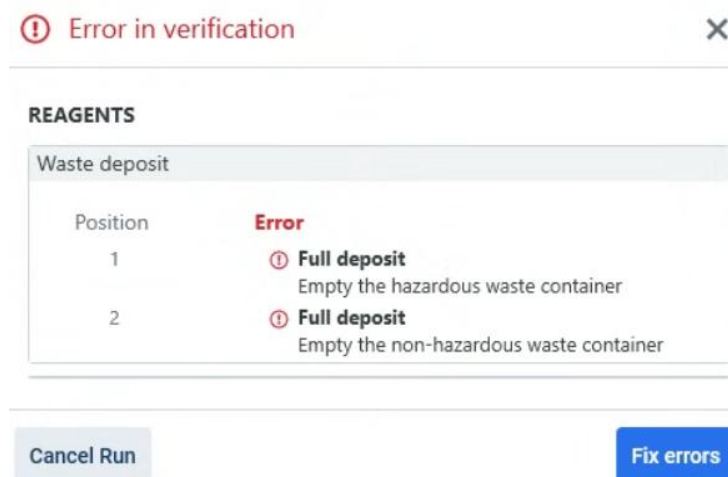 Error in verification
REAGENTS
Waste deposit
Position Error
1 Full deposit
Empty the hazardous waste container
2 Full deposit
Empty the non-hazardous waste container
Cancel Run Fix errors